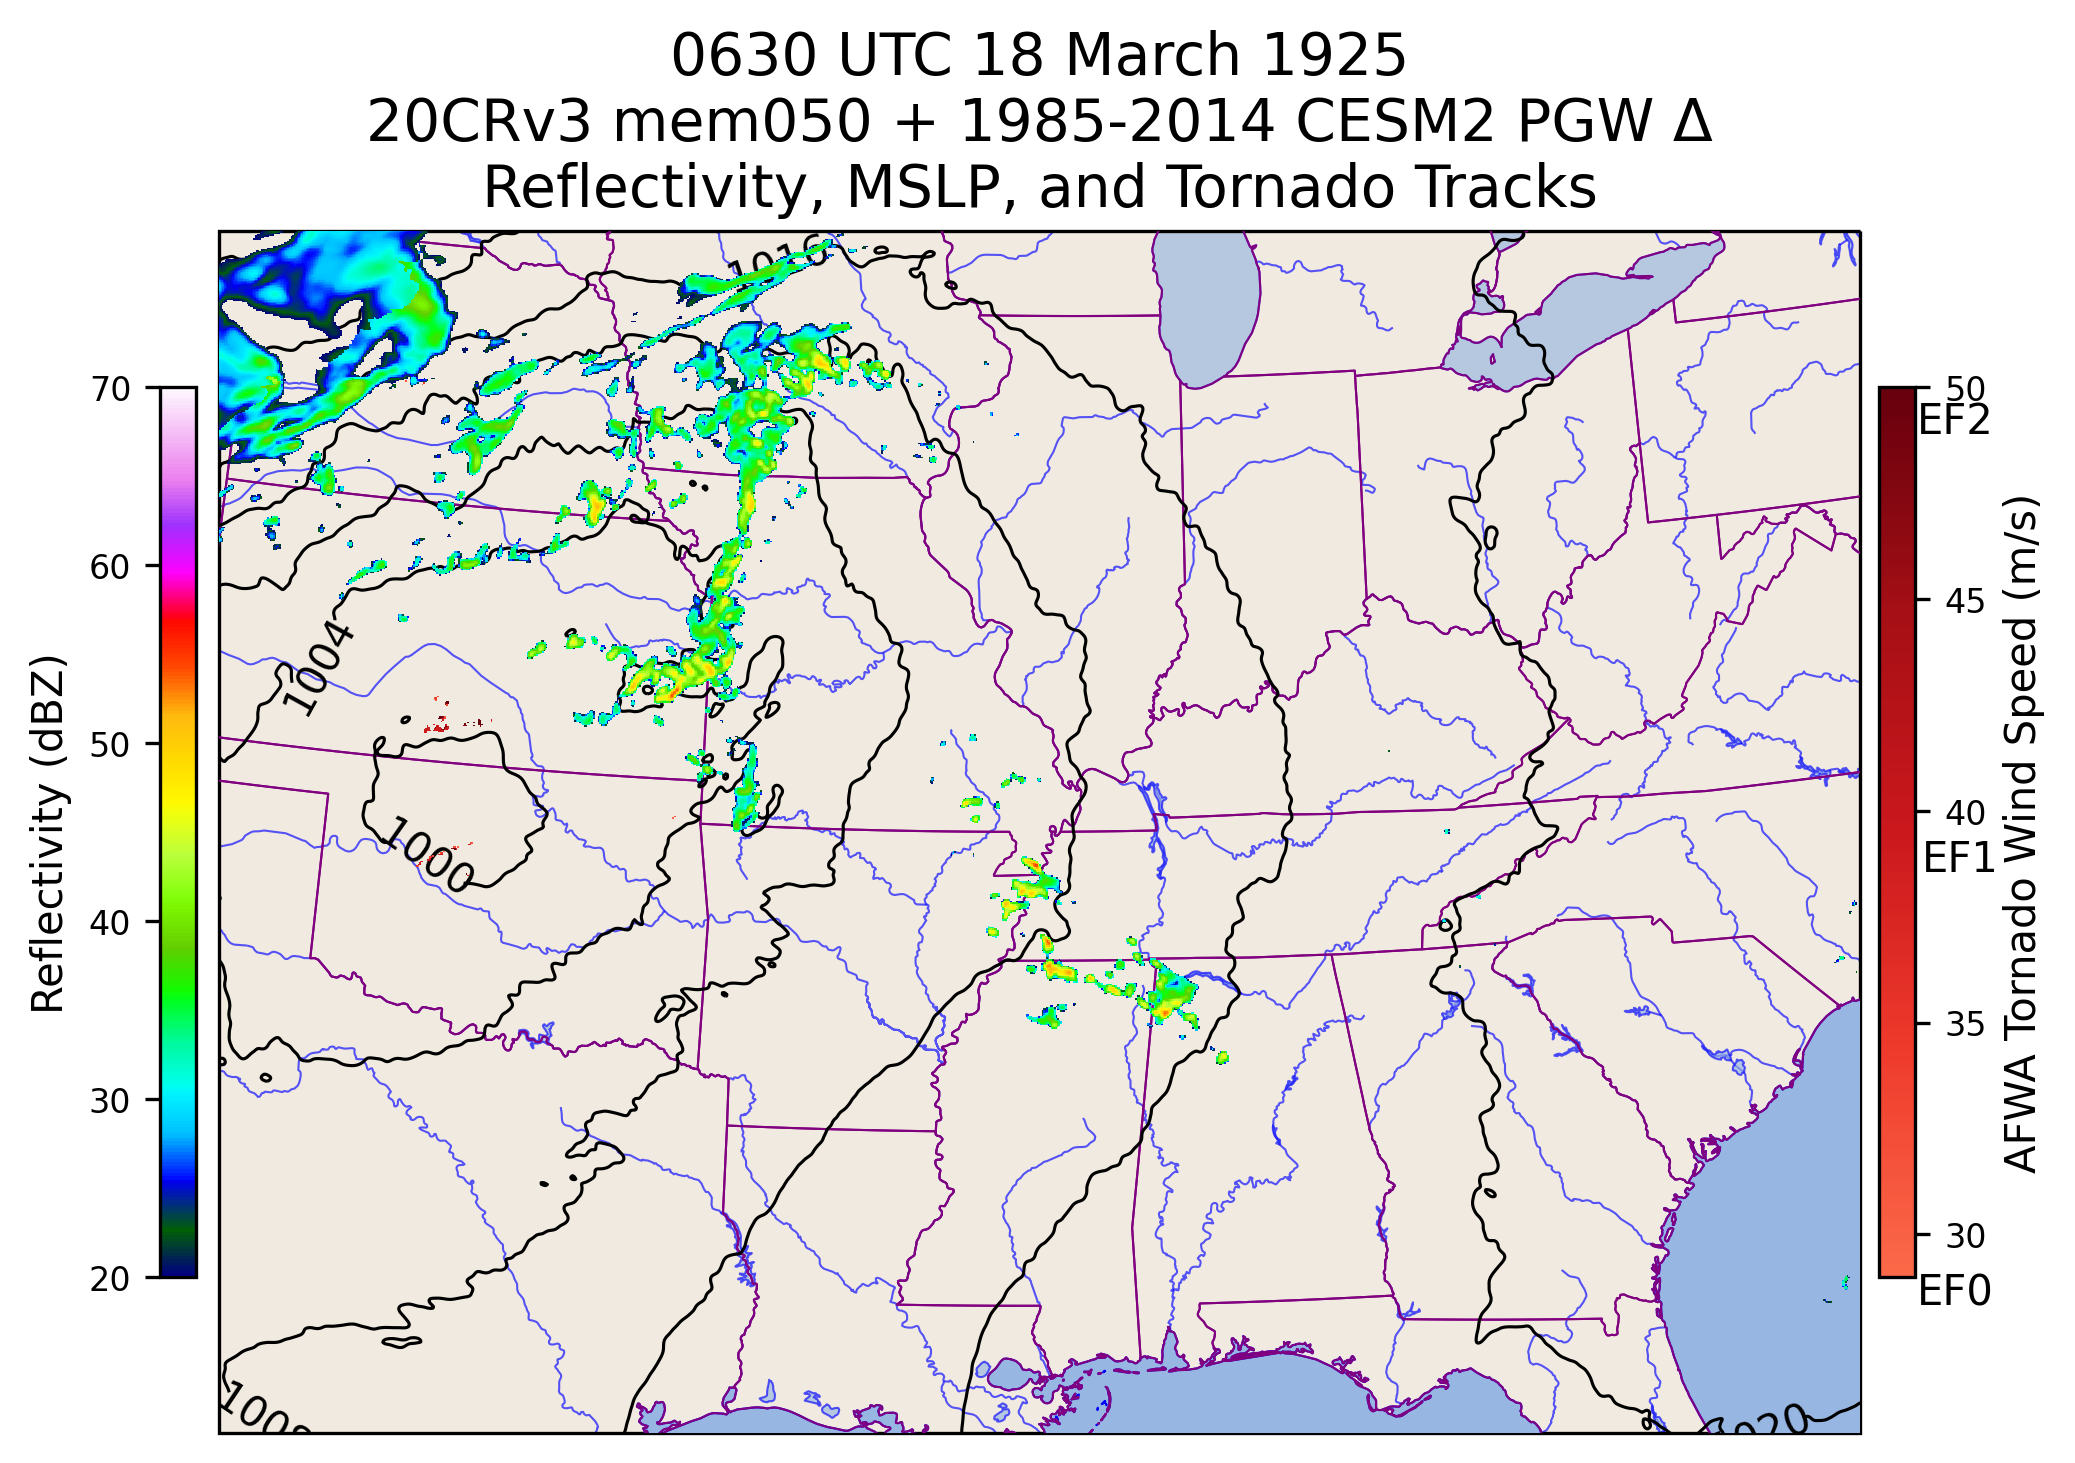 0630 UTC 18 March 1925
20CRv3 mem050 + 1985-2014 CESM2 PGW Δ
Reflectivity, MSLP, and Tornado Tracks
1016
1004
1000
1020
70
60
50
40
30
20
Reflectivity (dBZ)
50
EF2
45
40
EF1
35
30
EF0
AFWA Tornado Wind Speed (m/s)